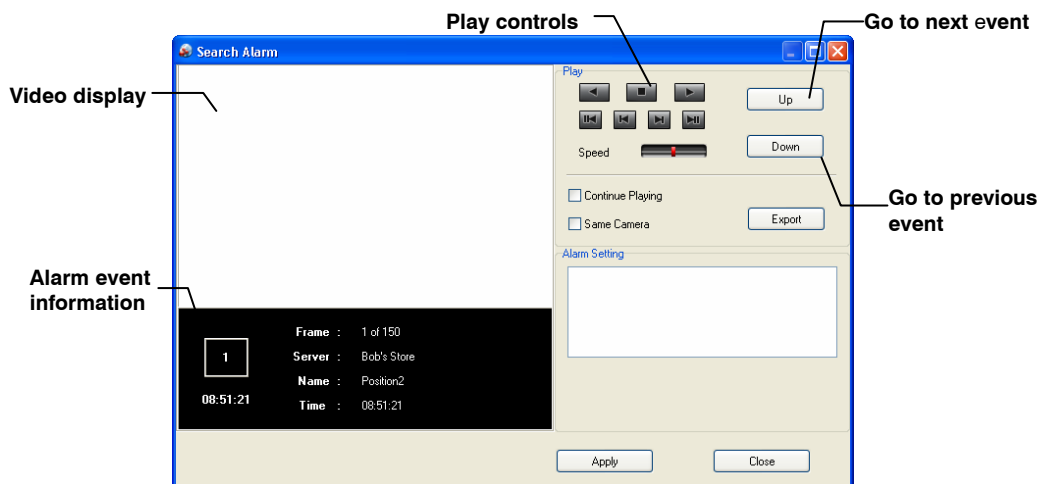 Play controls
Go to next event
Search Alarm
Video display
Play
Up
Speed
Down
Continue Playing
Same Camera
Export
Go to previous
event
Alarm Setting
Alarm event
information
1
08:51:21
Frame : 1 of 150
Server : Bob's Store
Name : Position2
Time : 08:51:21
Apply
Close